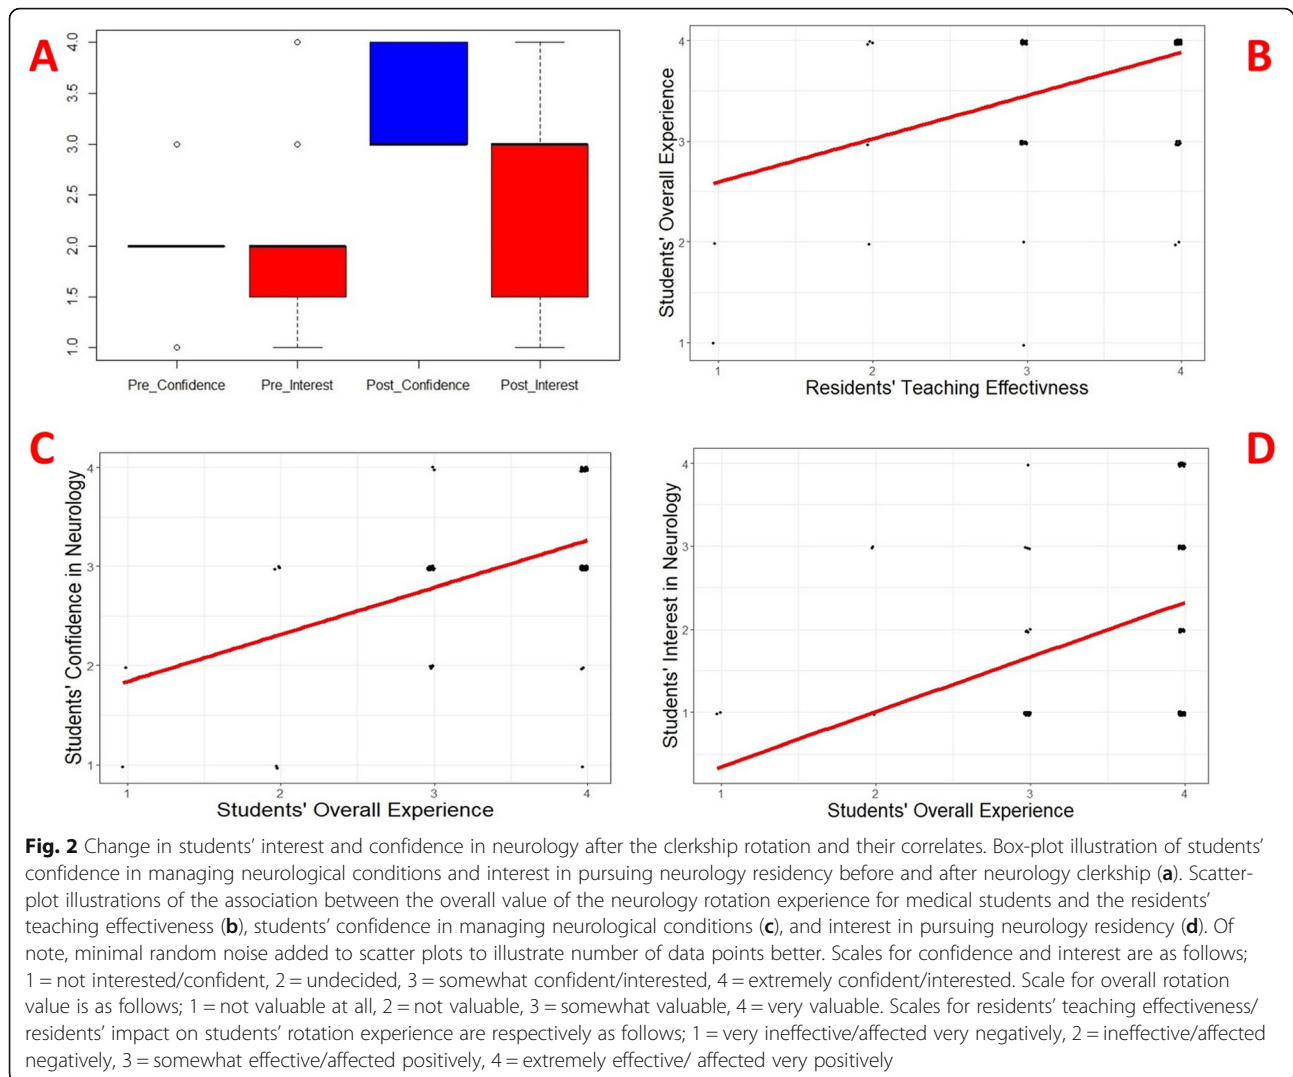 A
4.0
3.5
3.0
2.5
2.0
1.5
1.0
Pre_Confidence
Pre_Interest
Post_Confidence
Post_Interest
B
Students' Overall Experience
4
3
2
1
1
2
3
4
Residents' Teaching Effectivness
C
Students' Confidence in Neurology
4
3
2
1
1
2
3
4
Students' Overall Experience
D
Students' Interest in Neurology
4
3
2
1
1
2
3
4
Students' Overall Experience
Fig. 2 Change in students' interest and confidence in neurology after the clerkship rotation and their correlates. Box-plot illustration of students'
confidence in managing neurological conditions and interest in pursuing neurology residency before and after neurology clerkship (a). Scatter-
plot illustrations of the association between the overall value of the neurology rotation experience for medical students and the residents'
teaching effectiveness (b), students' confidence in managing neurological conditions (c), and interest in pursuing neurology residency (d). Of
note, minimal random noise added to scatter plots to illustrate number of data points better. Scales for confidence and interest are as follows;
1 = not interested/confident, 2 = undecided, 3 = somewhat confident/interested, 4 = extremely confident/interested. Scale for overall rotation
value is as follows; 1 = not valuable at all, 2 = not valuable, 3 = somewhat valuable, 4 = very valuable. Scales for residents' teaching effectiveness/
residents' impact on students' rotation experience are respectively as follows; 1 = very ineffective/affected very negatively, 2 = ineffective/affected
negatively, 3 = somewhat effective/affected positively, 4 = extremely effective/ affected very positively